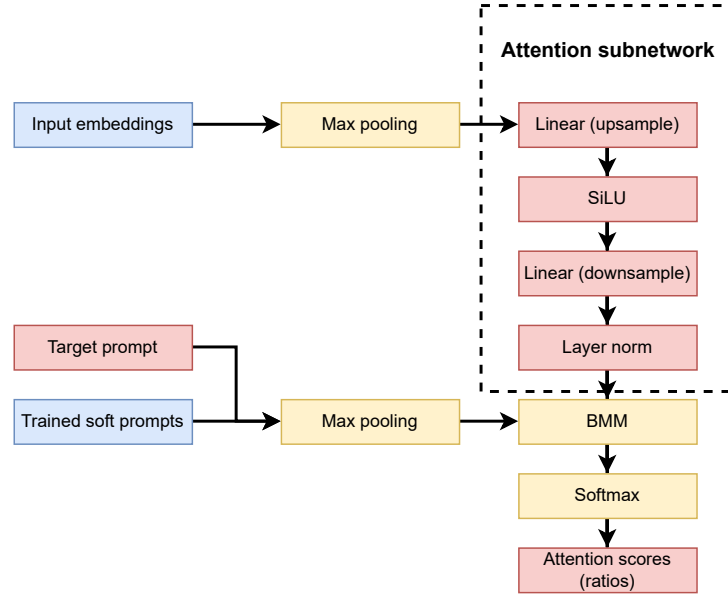 Attention subnetwork
Input embeddings
Max pooling
Linear (upsample)
SiLU
Linear (downsample)
Target prompt
Layer norm
Trained soft prompts
Max pooling
BMM
Softmax
Attention scores
(ratios)